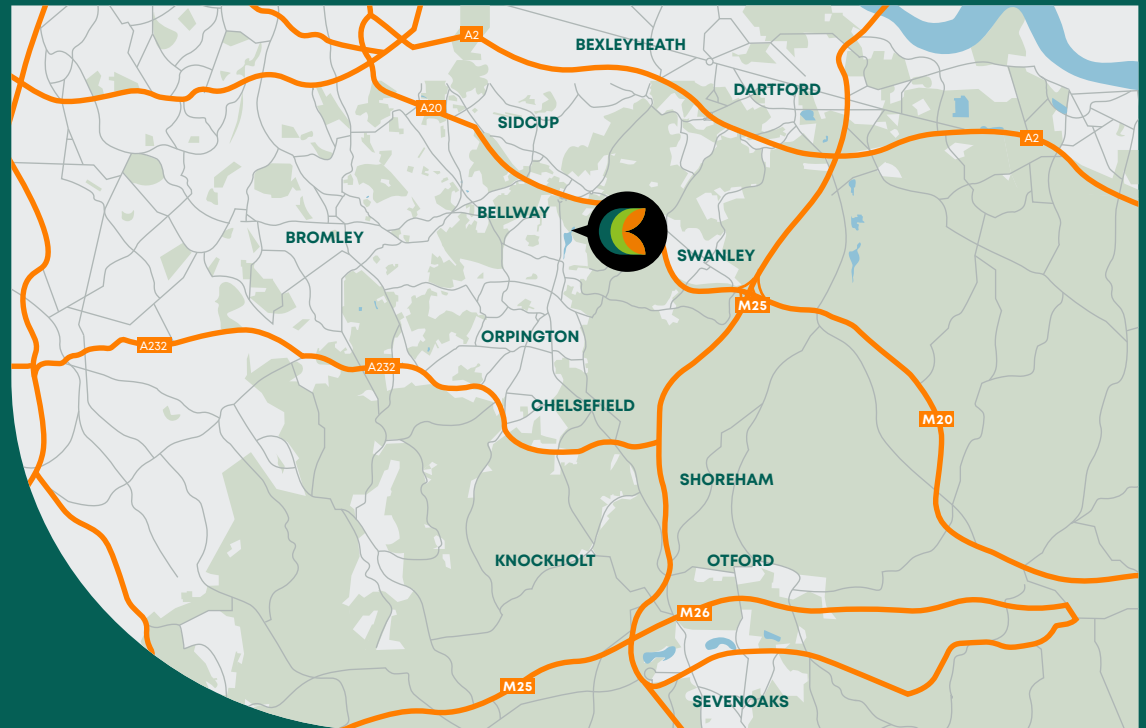 A2
BEXLEYHEATH
DARTFORD
A20
SIDCUP
A2
BELLWAY
BROMLEY
SWANLEY
M25
ORPINGTON
A232
A232
CHELSEFIELD
M20
SHOREHAM
KNOCKHOLT
OTFORD
M26
M25
SEVENOAKS